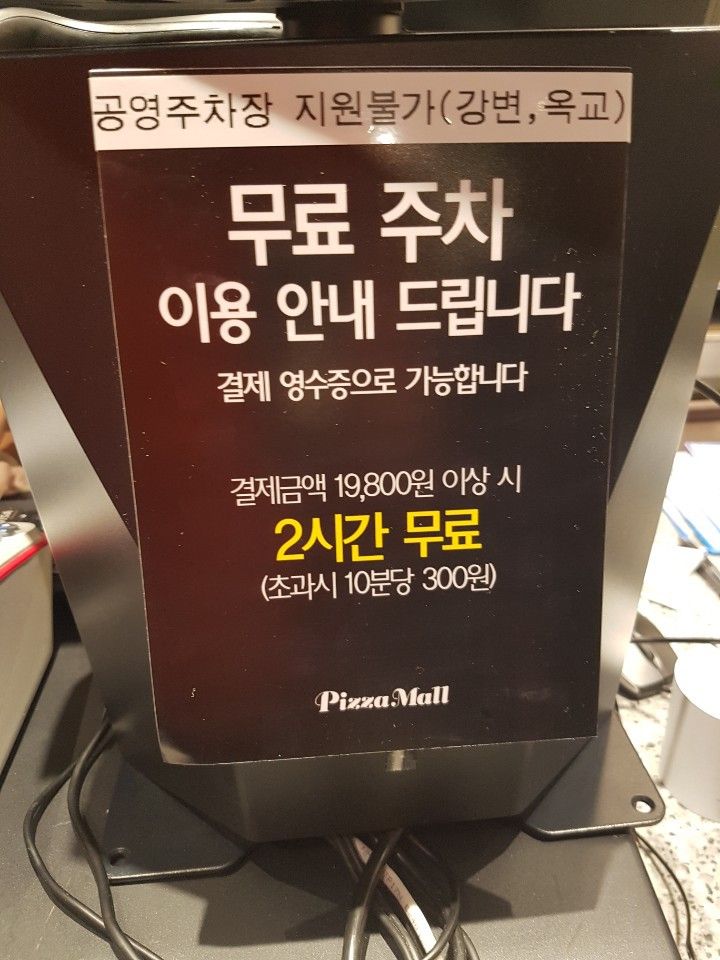 공영주차장 지원불가(강변,옥교)
무료 주차
이용 안내 드립니다
결제 영수증으로 가능합니다
결제금액 19,800원 이상 시
2시간 무료
(초과시 10분당 300원)
Pizza Mall